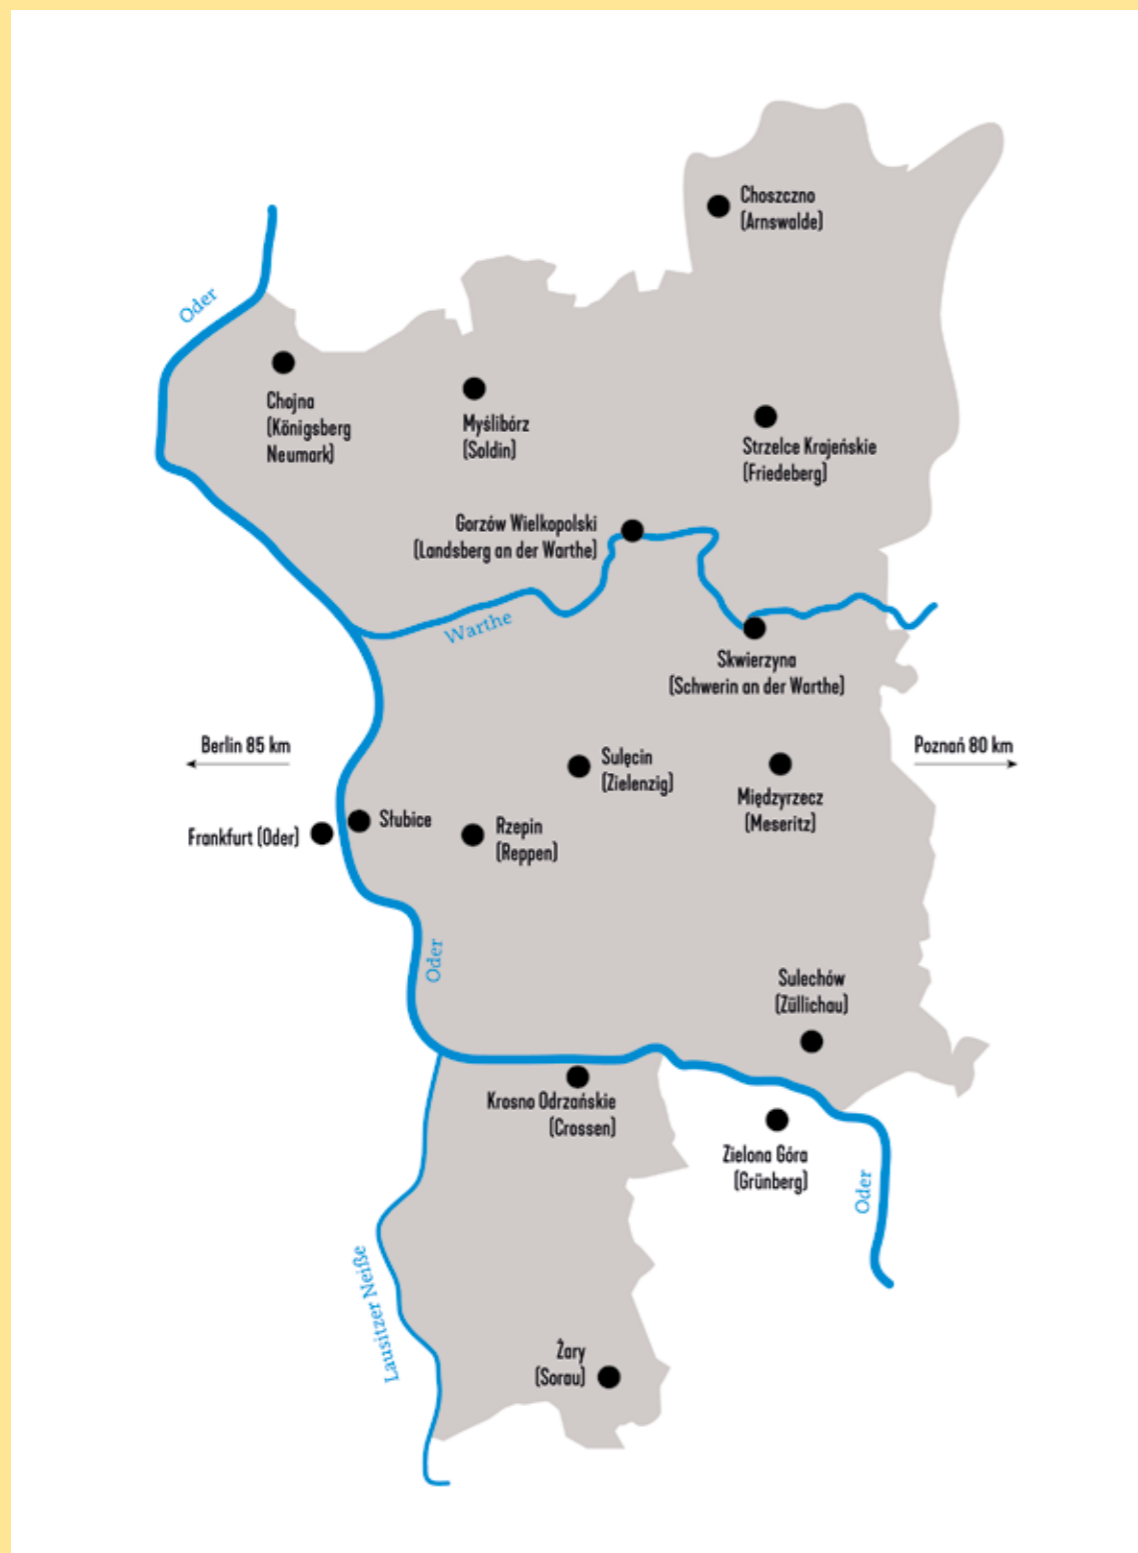 Choszczno
(Arnswalde)
Oder
Chojna
(Königsberg
Neumark)
Myślibórz
(Soldin)
Strzelce Krajeńskie
(Friedeberg)
Gorzów Wielkopolski
(Landsberg an der Warthe)
Warthe
Skwierzyna
(Schwerin an der Warthe)
Berlin 85 km
Poznań 80 km
Sulęcin
(Zielenzig)
Międzyrzecz
(Meseritz)
Frankfurt (Oder)
Słubice
Rzepin
(Reppen)
Oder
Sulechów
(Züllichau)
Krosno Odrzańskie
(Crossen)
Zielona Góra
(Grünberg)
Oder
Lausitzer Neiße
Żary
(Sorau)